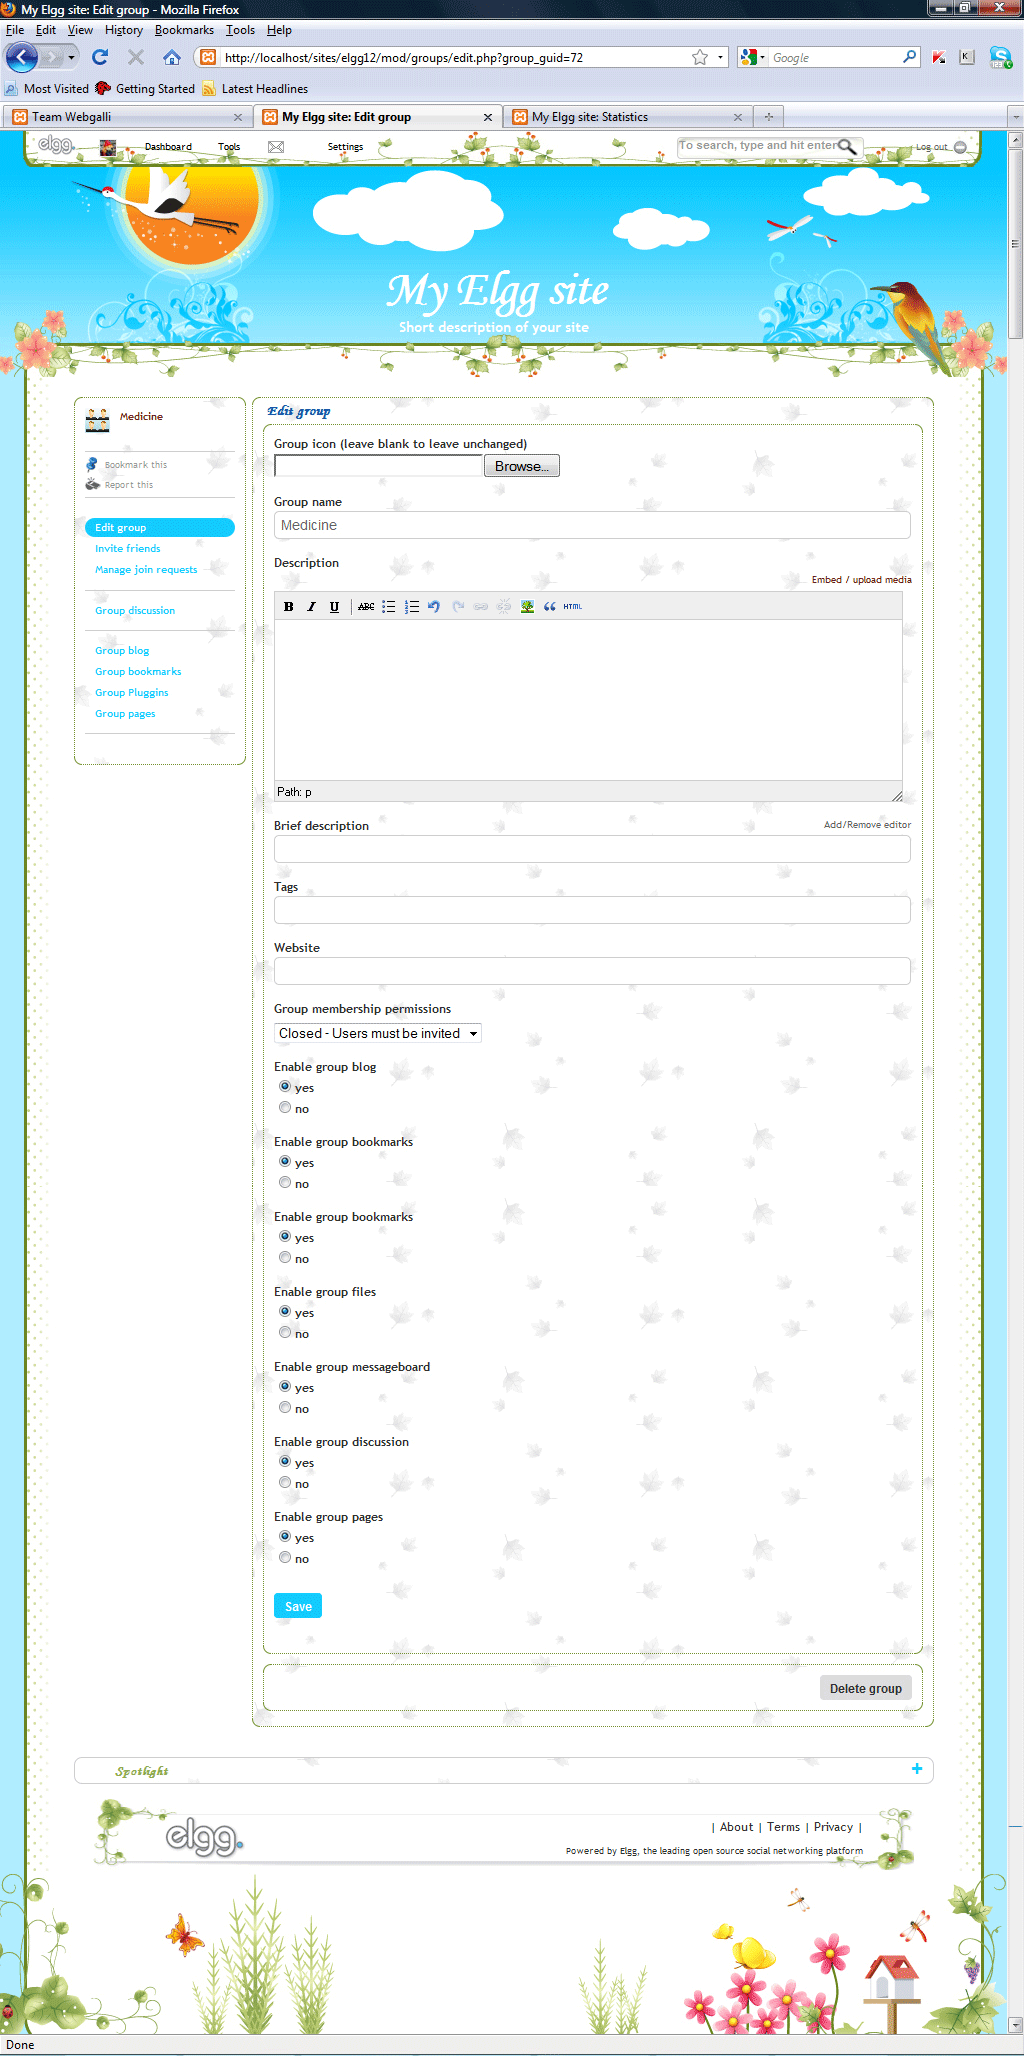 My Elgg site: Edit group - Mozilla Firefox
File Edit View History Bookmarks Tools Help
http://localhost/sites/elgg12/mod/groups/edit.php?group_guid=72
Google
Most Visited Getting Started Latest Headlines
Team Webgalli
My Elgg site: Edit group
My Elgg site: Statistics
elgg Dashboard Tools Settings To search, type and hit enter Log out
My Elgg site
Short description of your site
Medicine
Bookmark this
Report this
Edit group
Invite friends
Manage join requests
Group discussion
Group blog
Group bookmarks
Group Pluggins
Group pages
Edit group
Group icon (leave blank to leave unchanged)
Browse...
Group name
Medicine
Description
Embed / upload media
B I U ABC HTML
Path: p
Brief description
Add/Remove editor
Tags
Website
Group membership permissions
Closed - Users must be invited
Enable group blog
yes
no
Enable group bookmarks
yes
no
Enable group bookmarks
yes
no
Enable group files
yes
no
Enable group messageboard
yes
no
Enable group discussion
yes
no
Enable group pages
yes
no
Save
Delete group
Spotlight
elgg.
| About | Terms | Privacy |
Powered by Elgg, the leading open source social networking platform
Done